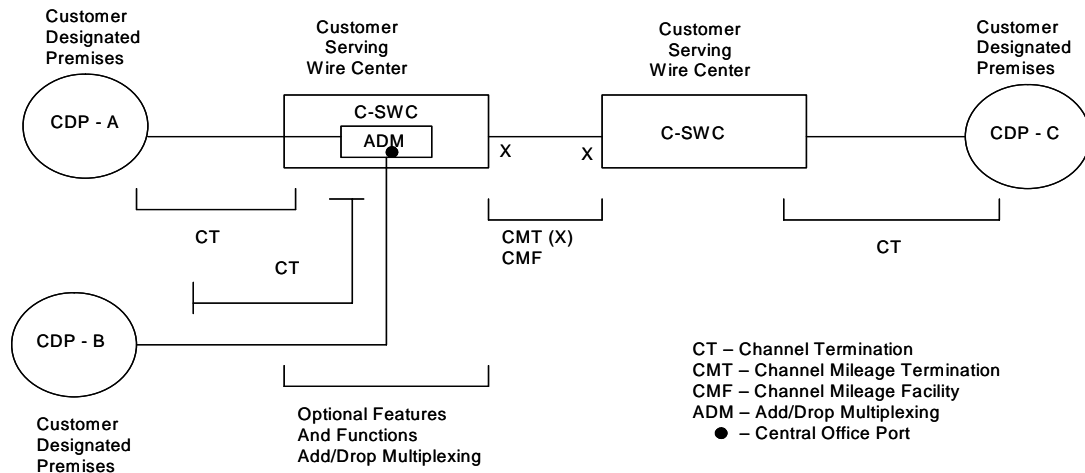 Customer
Designated
Premises
Customer
Serving
Wire Center
Customer
Serving
Wire Center
Customer
Designated
Premises
CDP - A
C-SWC
ADM
C-SWC
CDP - C
X
X
CT
CMT (X)
CMF
CT
CT
CDP - B
CT – Channel Termination
CMT – Channel Mileage Termination
CMF – Channel Mileage Facility
ADM – Add/Drop Multiplexing
● – Central Office Port
Optional Features
And Functions
Add/Drop Multiplexing
Customer
Designated
Premises